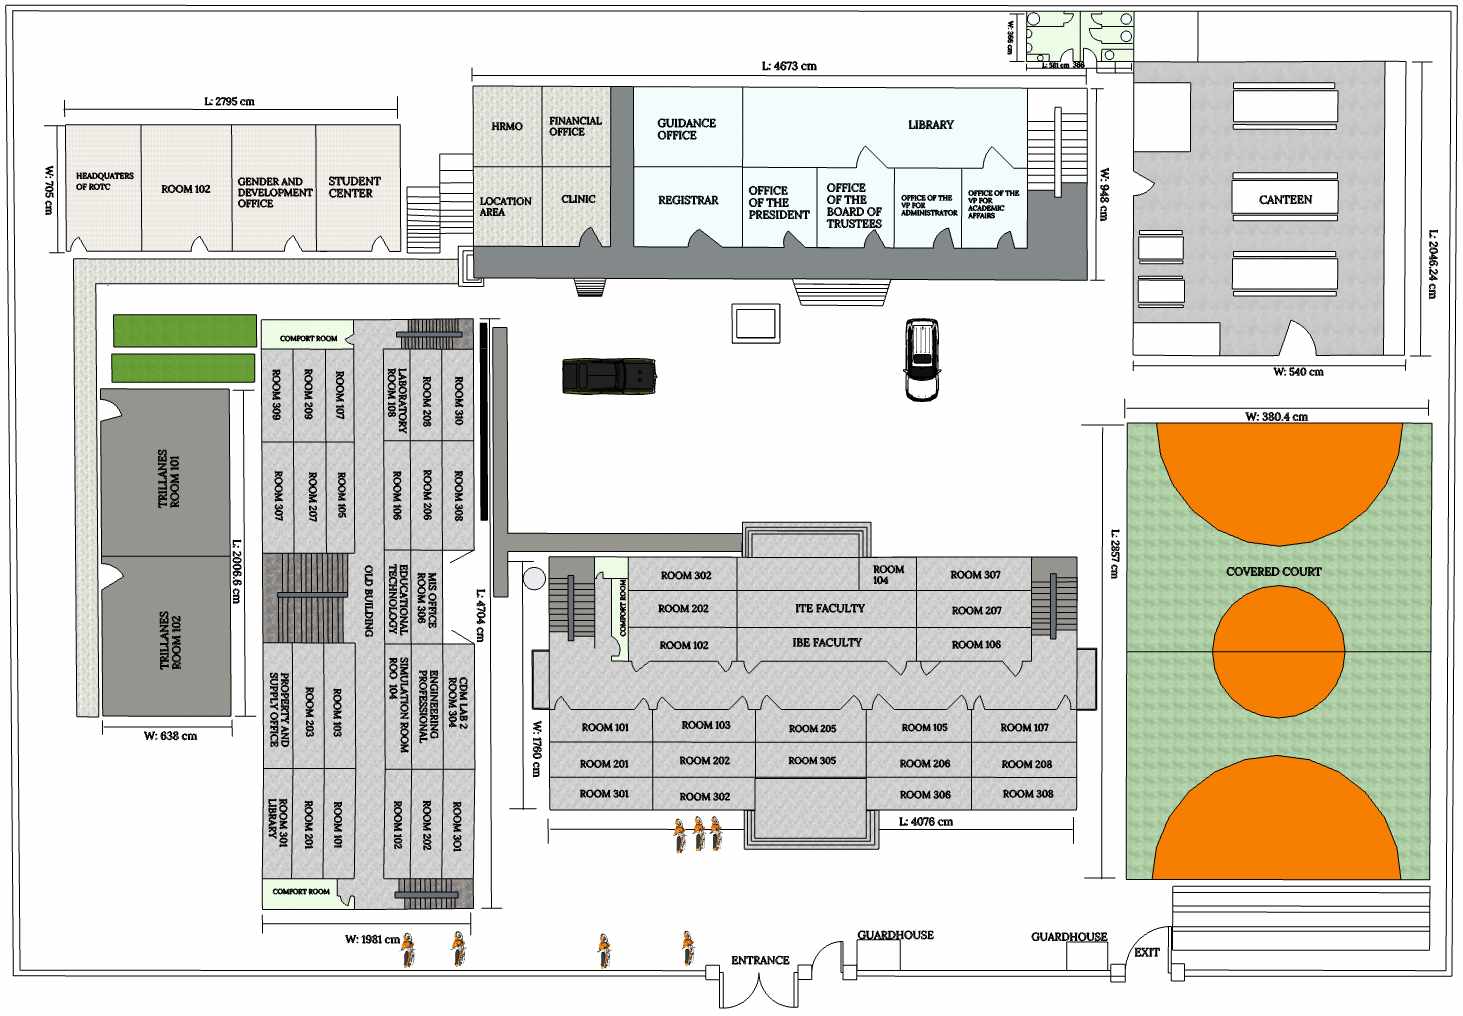 W: 366 cm
L: 581 cm 366
L: 4673 cm
L: 2795 cm
W: 705 cm
HEADQUATERS
OF ROTC
ROOM 102
GENDER AND
DEVELOPMENT
OFFICE
STUDENT
CENTER
HRMO
FINANCIAL
OFFICE
LOCATION
AREA
CLINIC
GUIDANCE
OFFICE
LIBRARY
REGISTRAR
OFFICE
OF THE
PRESIDENT
OFFICE
OF THE
BOARD OF
TRUSTEES
OFFICE OF THE
VP FOR
ADMINISTRATOR
OFFICE OF THE
VP FOR
ACADEMIC
AFFAIRS
W: 948 cm
CANTEEN
L: 2046.24 cm
W: 540 cm
COMFORT ROOM
ROOM 309
ROOM 209
ROOM 107
LABORATORY
ROOM 108
ROOM 208
ROOM 310
ROOM 307
ROOM 207
ROOM 105
ROOM 106
ROOM 206
ROOM 308
OLD BUILDING
EDUCATIONAL
TECHNOLOGY
MIS OFFICE
ROOM 306
PROPERTY AND
SUPPLY OFFICE
ROOM 203
ROOM 103
SIMULATION ROOM
ROO 104
ENGINEERING
PROFESSIONAL
CDM LAB 2
ROOM 304
ROOM 301
LIBRARY
ROOM 201
ROOM 101
ROOM 102
ROOM 202
ROOM 301
COMFORT ROOM
L: 4704 cm
W: 1981 cm
TRILLANES
ROOM 101
TRILLANES
ROOM 102
L: 2006.6 cm
W: 638 cm
COMFORT ROOM
ROOM 302
ROOM
104
ROOM 307
ROOM 202
ITE FACULTY
ROOM 207
ROOM 102
IBE FACULTY
ROOM 106
ROOM 101
ROOM 103
ROOM 205
ROOM 105
ROOM 107
ROOM 201
ROOM 202
ROOM 305
ROOM 206
ROOM 208
ROOM 301
ROOM 302
ROOM 306
ROOM 308
W: 1760 cm
L: 4076 cm
W: 380.4 cm
L: 2857 cm
COVERED COURT
ENTRANCE
GUARDHOUSE
GUARDHOUSE
EXIT